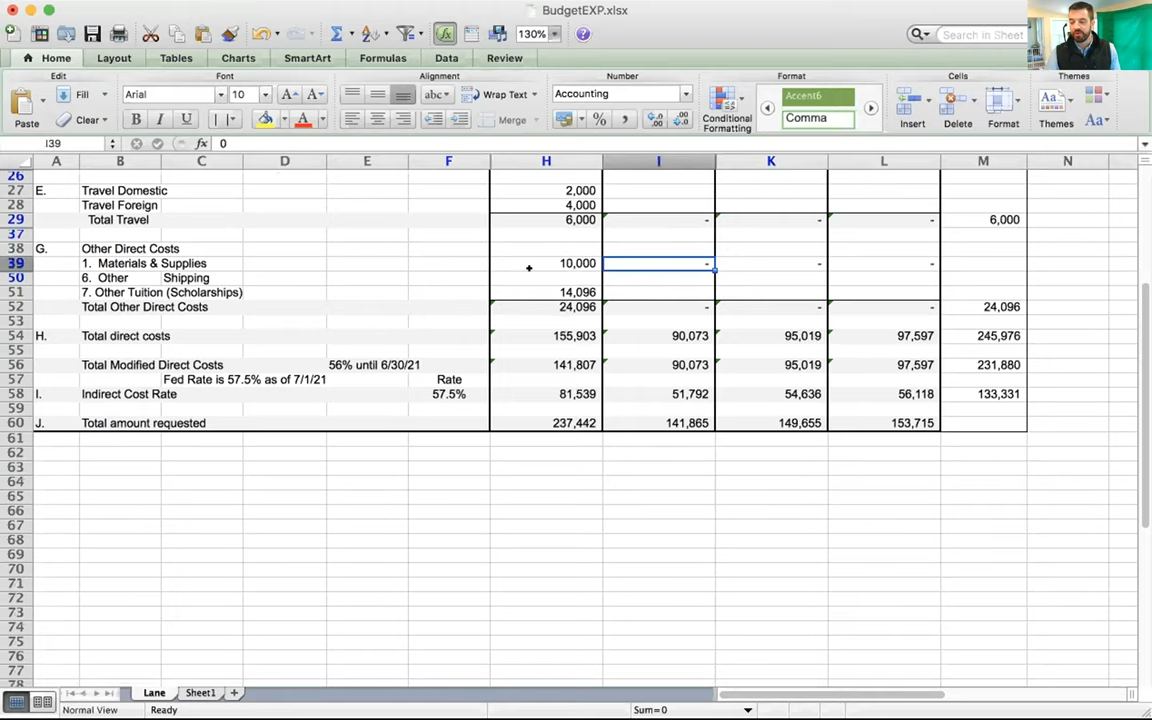 BudgetEXP.xlsx
130%
Search in Sheet
Home Layout Tables Charts SmartArt Formulas Data Review
Edit Font Alignment Number Format Cells Themes
Fill Arial 10 abc Wrap Text Accounting Accent6
Paste Clear B I U Merge % Conditional Formatting Comma Insert Delete Format Themes Aa
I39 fx 0
A B C D E F H I K L M N
26
27 E. Travel Domestic 2,000
28 Travel Foreign 4,000
29 Total Travel 6,000 - - - 6,000
37
38 G. Other Direct Costs
39 1. Materials & Supplies 10,000 - - -
50 6. Other Shipping
51 7. Other Tuition (Scholarships) 14,096
52 Total Other Direct Costs 24,096 - - - 24,096
53
54 H. Total direct costs 155,903 90,073 95,019 97,597 245,976
55
56 Total Modified Direct Costs 56% until 6/30/21 141,807 90,073 95,019 97,597 231,880
57 Fed Rate is 57.5% as of 7/1/21 Rate
58 I. Indirect Cost Rate 57.5% 81,539 51,792 54,636 56,118 133,331
59
60 J. Total amount requested 237,442 141,865 149,655 153,715
61
62
63
64
65
66
67
68
69
70
71
72
73
74
75
76
77
78
Lane Sheet1
Normal View Ready Sum=0